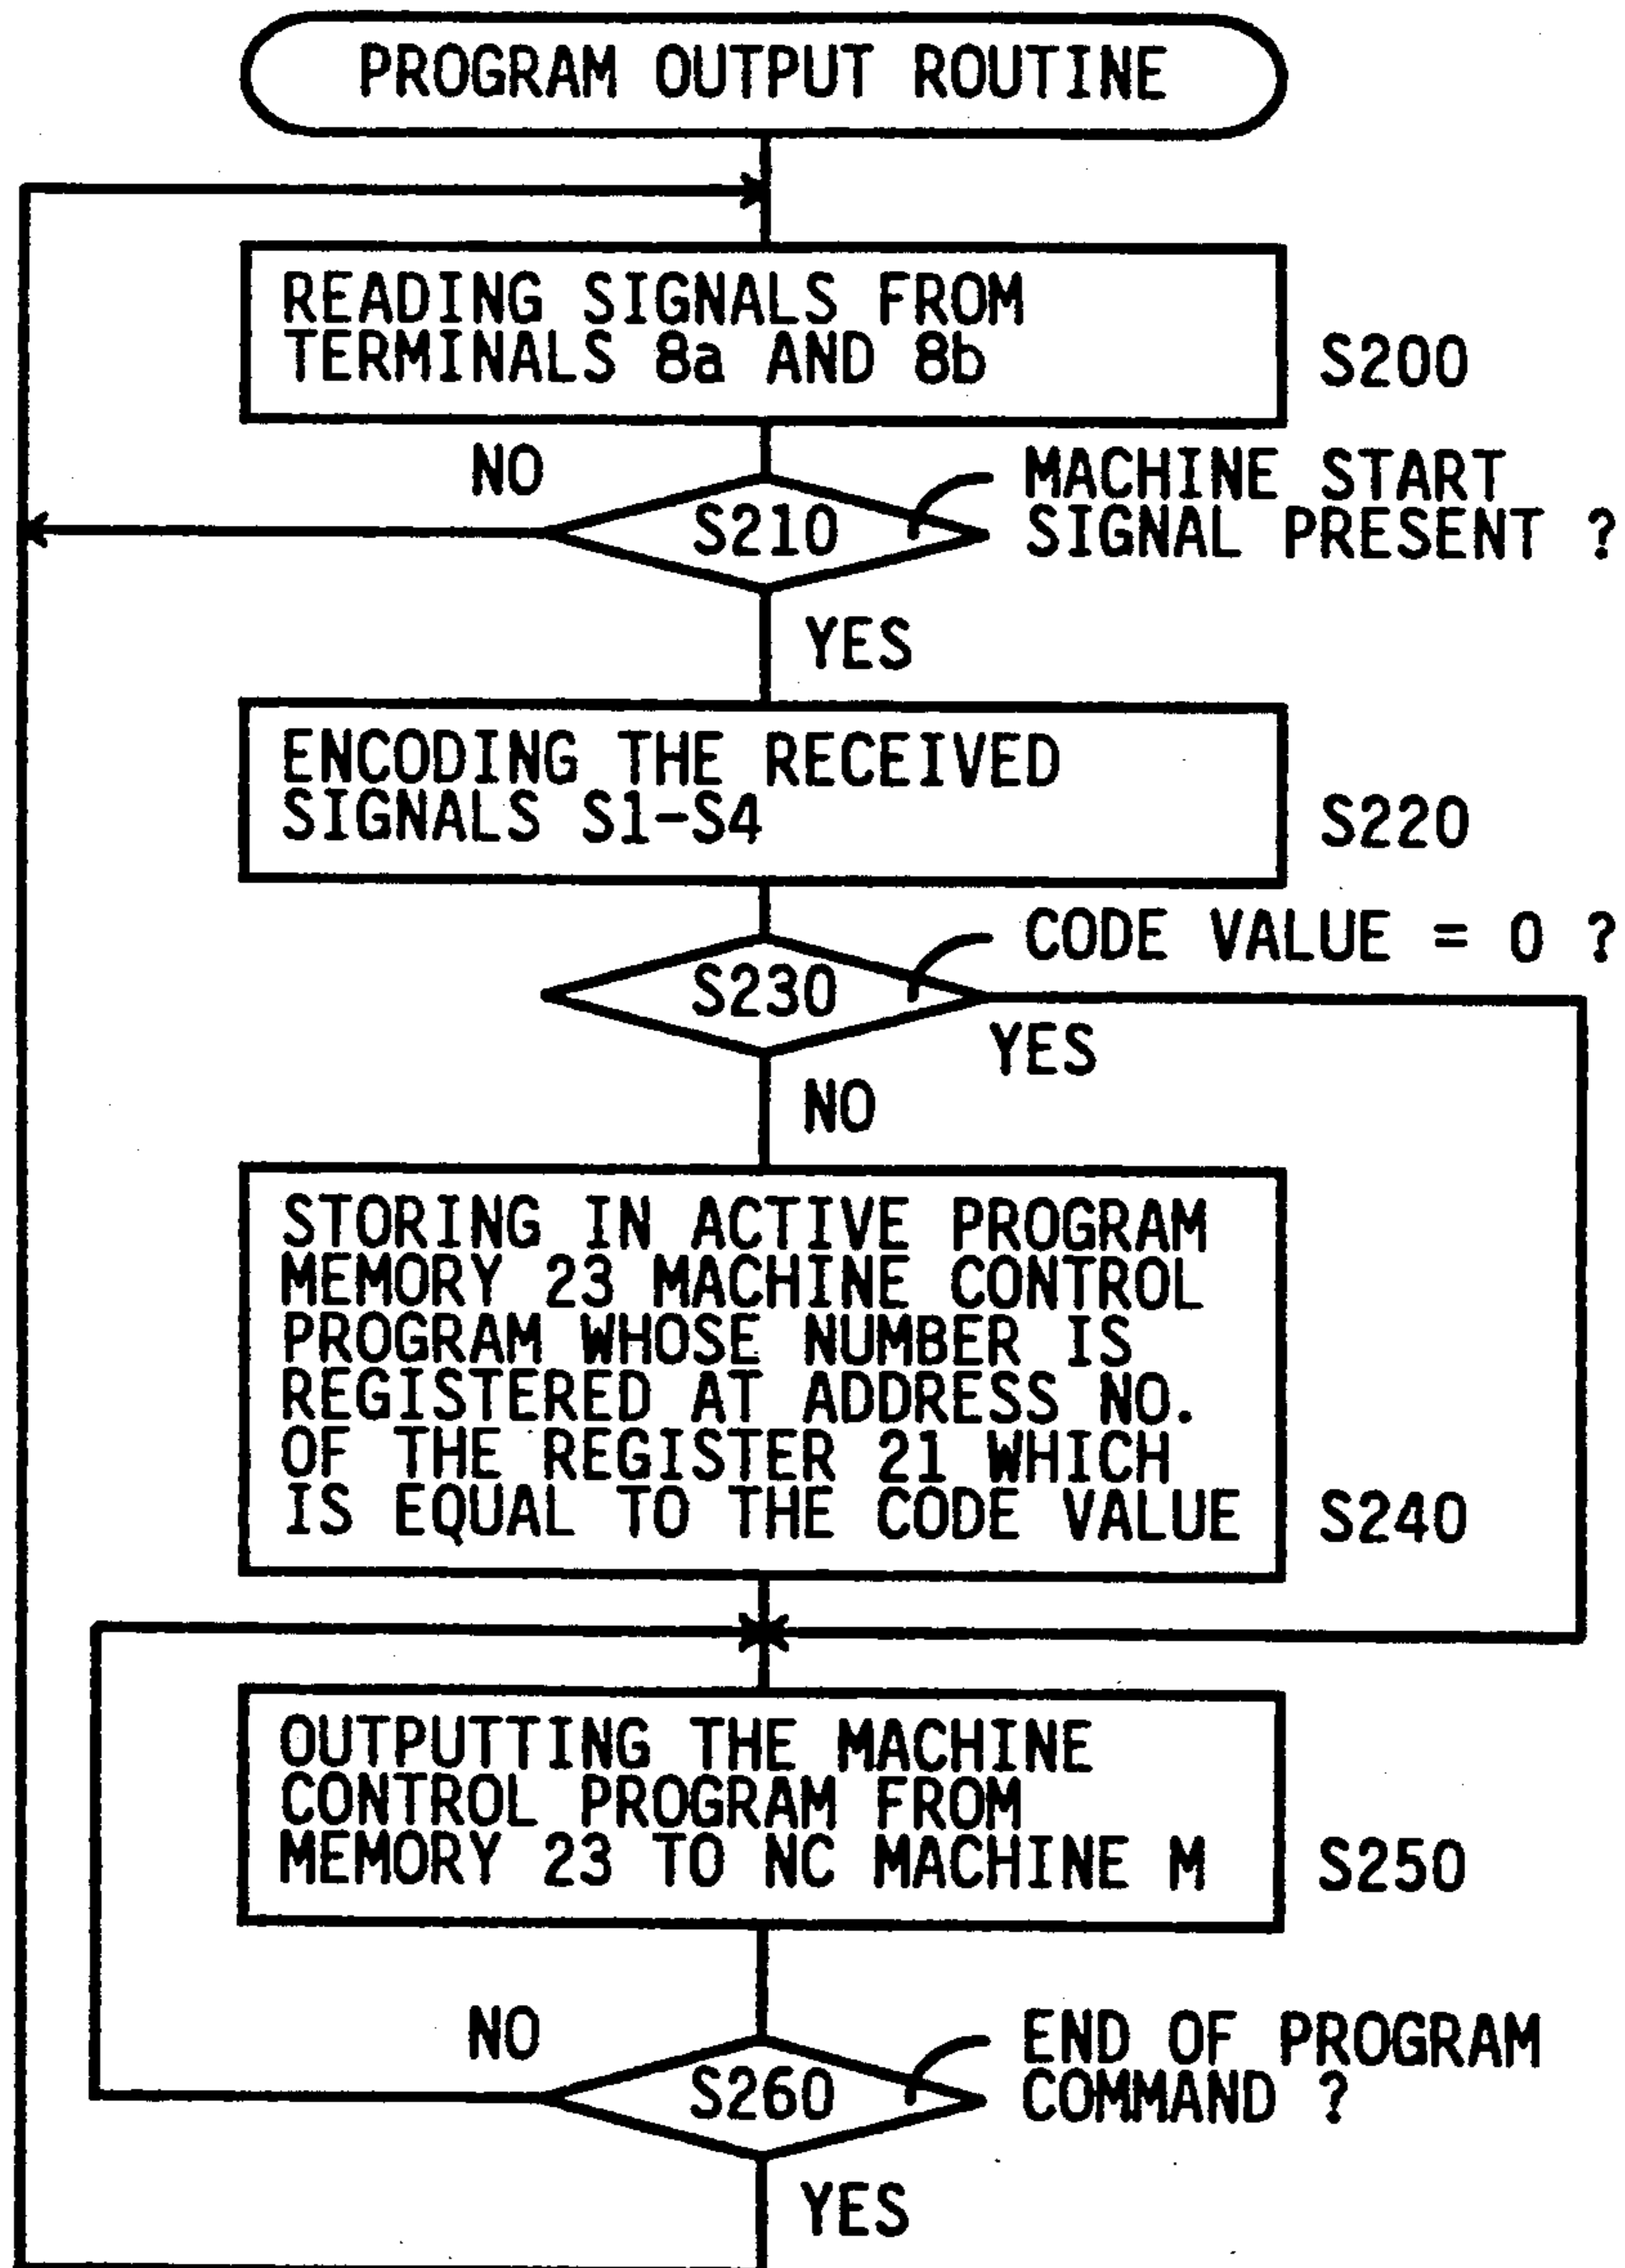 PROGRAM OUTPUT ROUTINE
READING SIGNALS FROM
TERMINALS 8a AND 8b
S200
NO
S210
MACHINE START
SIGNAL PRESENT ?
YES
ENCODING THE RECEIVED
SIGNALS S1-S4
S220
CODE VALUE = 0 ?
S230
YES
NO
STORING IN ACTIVE PROGRAM
MEMORY 23 MACHINE CONTROL
PROGRAM WHOSE NUMBER IS
REGISTERED AT ADDRESS NO.
OF THE REGISTER 21 WHICH
IS EQUAL TO THE CODE VALUE
S240
OUTPUTTING THE MACHINE
CONTROL PROGRAM FROM
MEMORY 23 TO NC MACHINE M
S250
NO
S260
END OF PROGRAM
COMMAND ?
YES